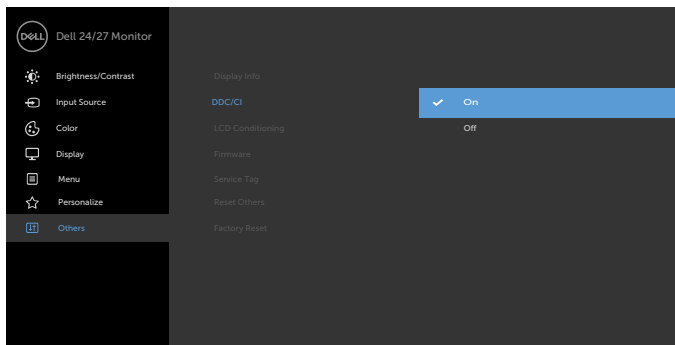 DELL Dell 24/27 Monitor
Brightness/Contrast Display Info
Input Source DDC/CI On
Color LCD Conditioning Off
Display Firmware
Menu Service Tag
Personalize Reset Others
Others Factory Reset